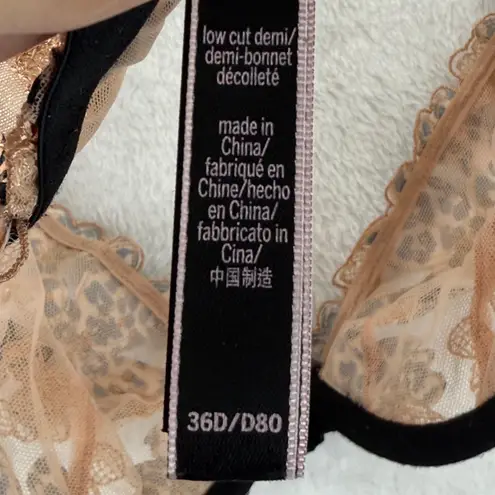 low cut demi/
demi-bonnet
décolleté
made in
China/
fabriqué en
Chine/hecho
en China/
fabbricato in
Cina/
中国制造
36D/D80